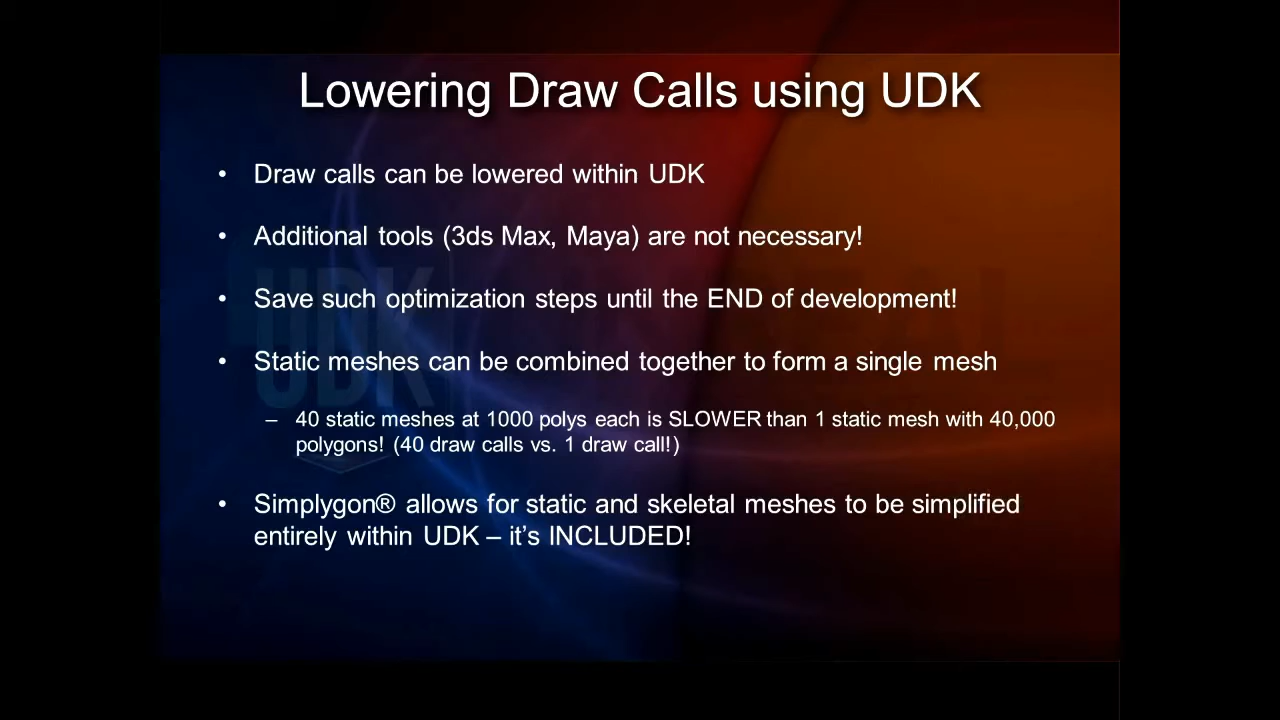 Lowering Draw Calls using UDK
• Draw calls can be lowered within UDK
• Additional tools (3ds Max, Maya) are not necessary!
• Save such optimization steps until the END of development!
• Static meshes can be combined together to form a single mesh
– 40 static meshes at 1000 polys each is SLOWER than 1 static mesh with 40,000
polygons! (40 draw calls vs. 1 draw call!)
• Simplygon® allows for static and skeletal meshes to be simplified
entirely within UDK – it’s INCLUDED!
UDK